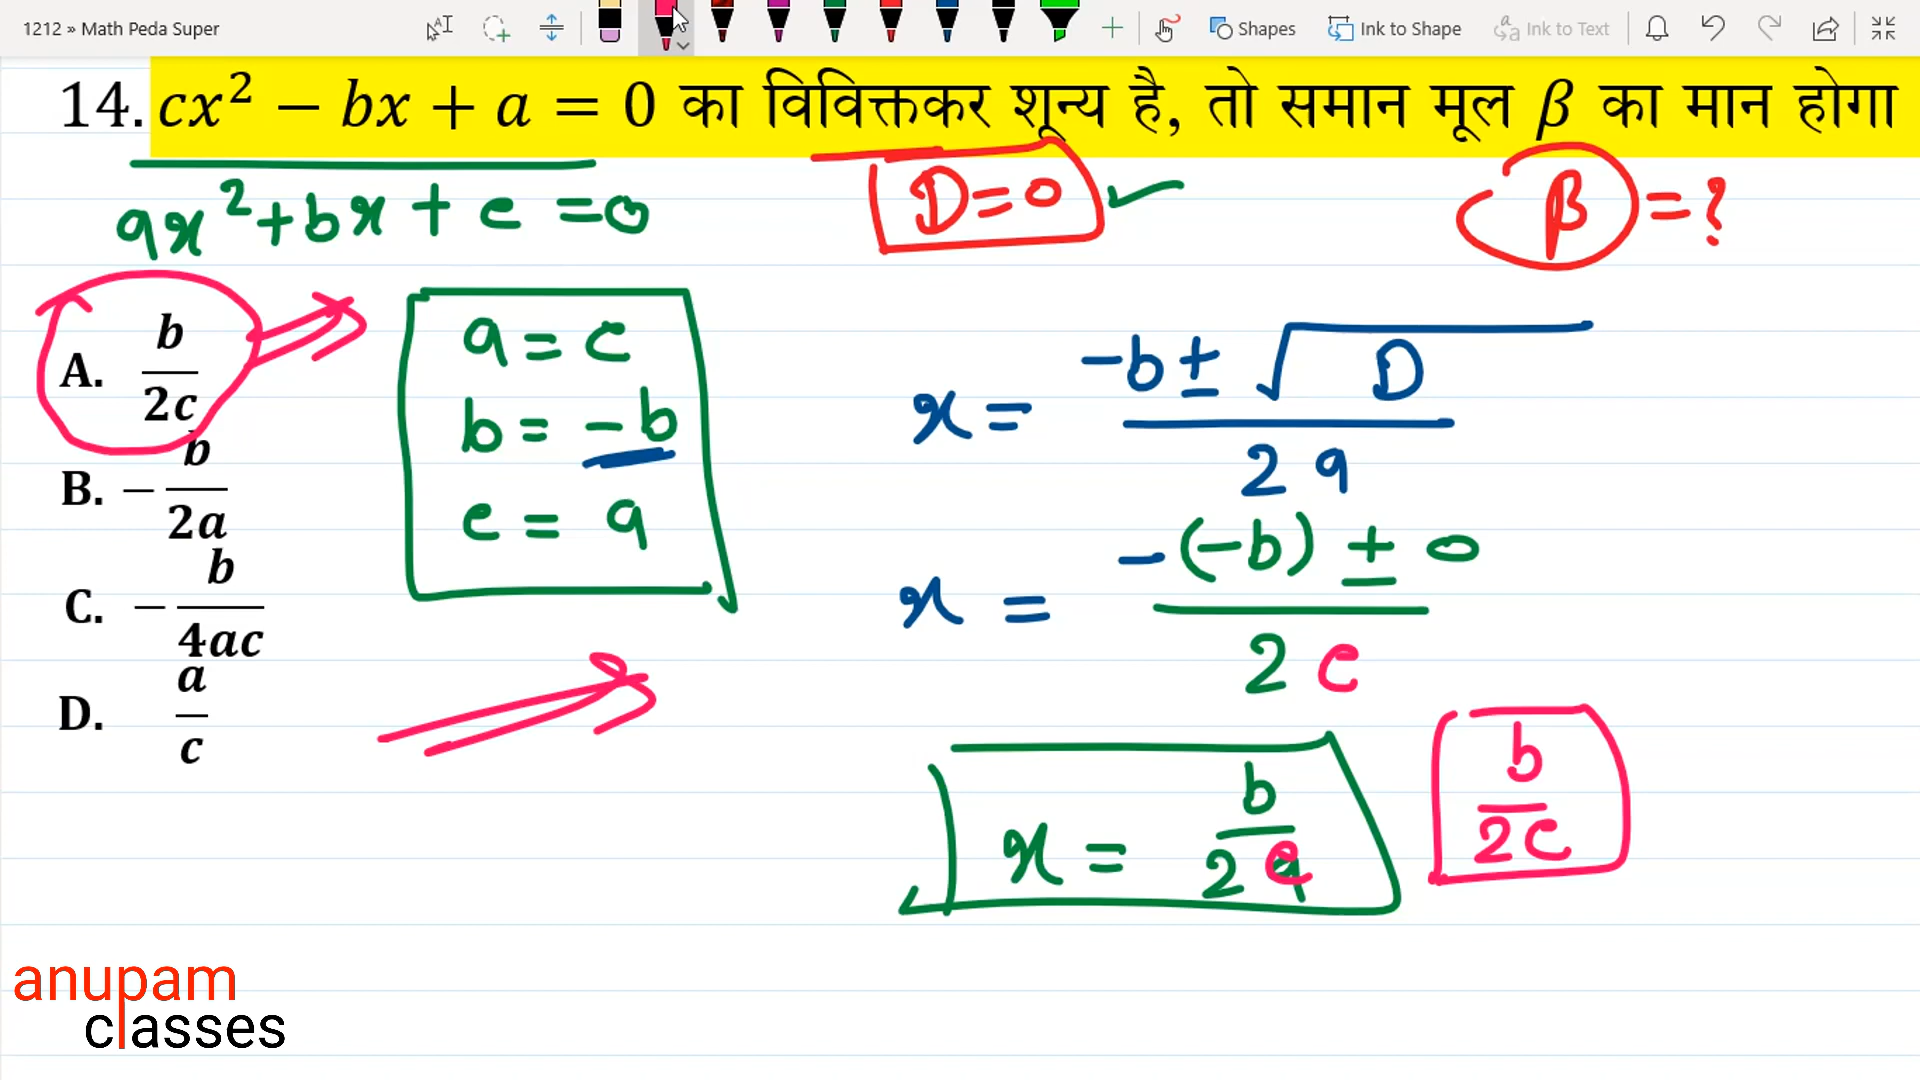 1212 » Math Peda Super
Shapes
Ink to Shape
Ink to Text
14. cx² − bx + a = 0 का विविक्तकर शून्य है, तो समान मूल β का मान होगा
ax² + bx + c = 0
D = 0
β = ?
A. b/2c
B. − b/2a
C. − b/4ac
D. a/c
a = c
b = -b
c = a
x = -b ± √D / 2a
x = -(-b) ± 0 / 2c
x = b / 2c
b / 2c
anupam
classes